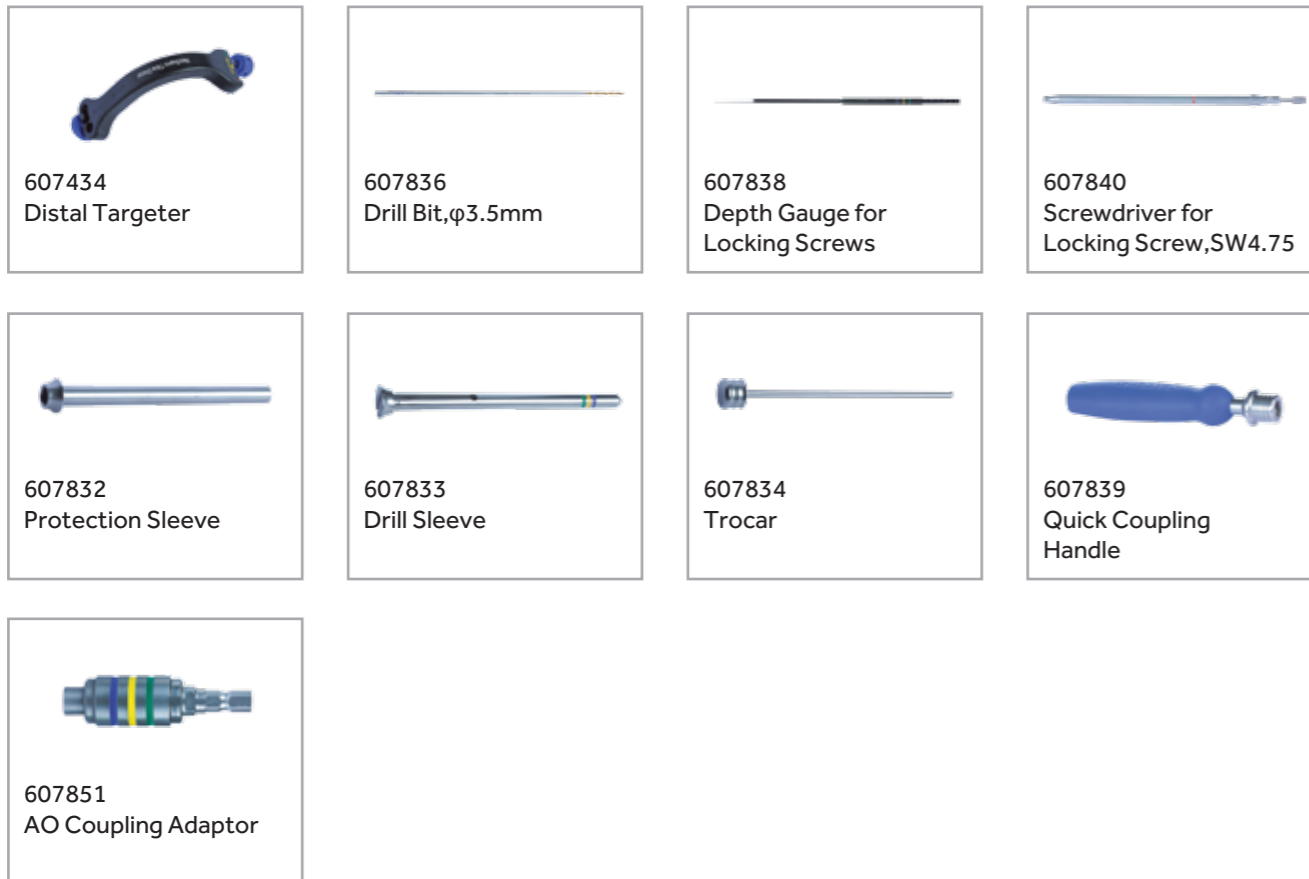 607434
Distal Targeter
607836
Drill Bit,φ3.5mm
607838
Depth Gauge for
Locking Screws
607840
Screwdriver for
Locking Screw,SW4.75
607832
Protection Sleeve
607833
Drill Sleeve
607834
Trocar
607839
Quick Coupling
Handle
607851
AO Coupling Adaptor